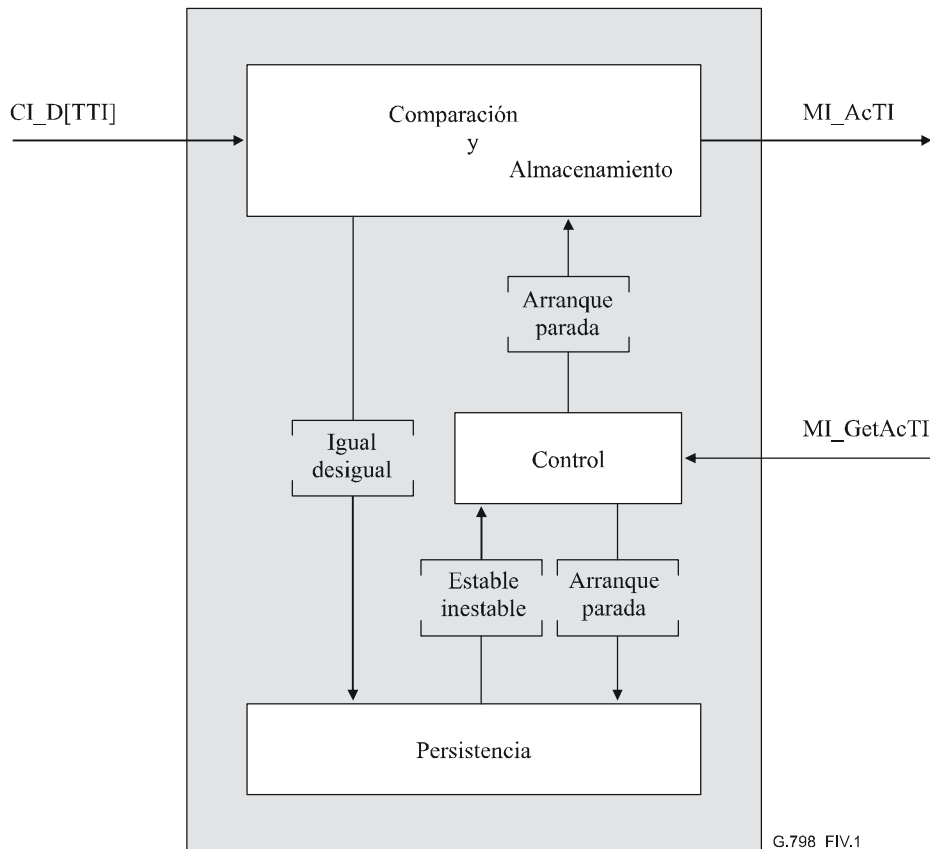 CI_D[TTI]
Comparación
y
Almacenamiento
MI_AcTI
Arranque
parada
Igual
desigual
Control
MI_GetAcTI
Estable
inestable
Arranque
parada
Persistencia
G.798_FIV.1